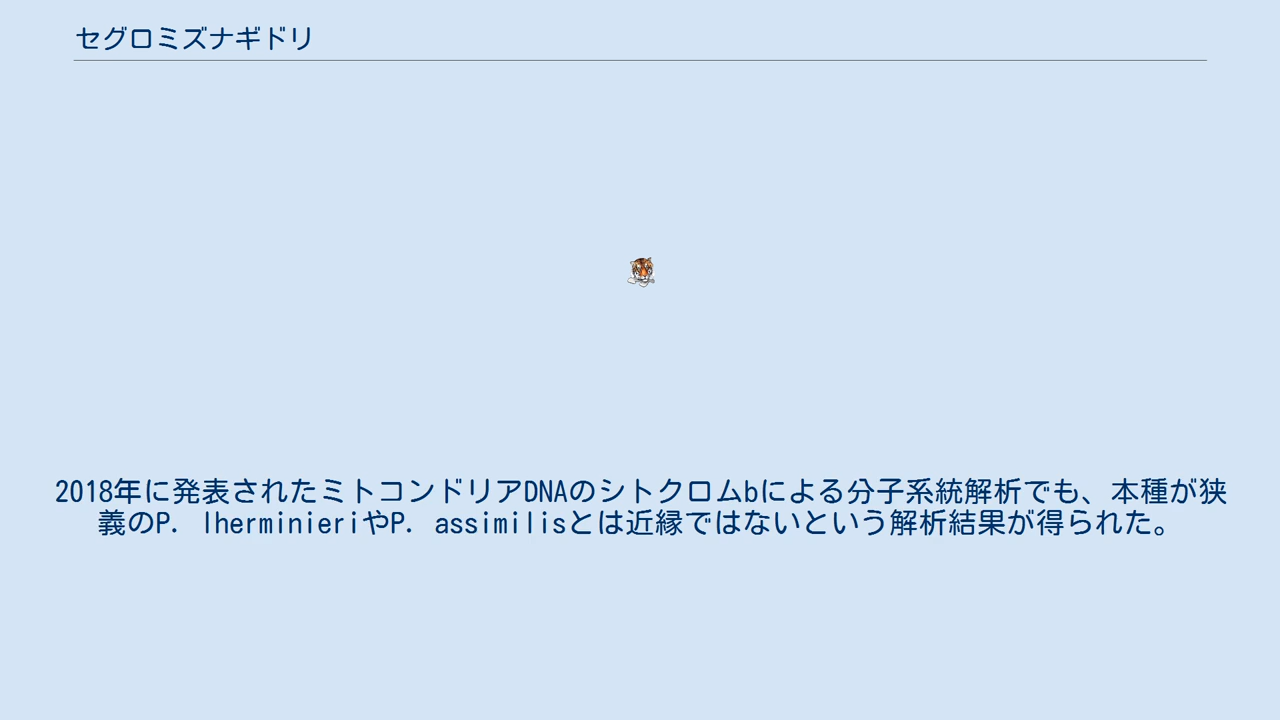 セグロミズナギドリ
2018年に発表されたミトコンドリアDNAのシトクロムbによる分子系統解析でも、本種が狭
義のP. lherminieriやP. assimilisとは近縁ではないという解析結果が得られた。